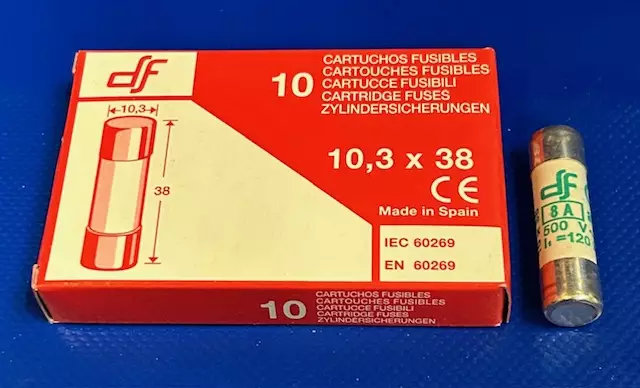 df
10
CARTUCHOS FUSIBLES
CARTOUCHES FUSIBLES
CARTUCCE FUSIBILI
CARTRIDGE FUSES
ZYLINDERSICHERUNGEN
10,3
38
10,3 x 38
CE
Made in Spain
IEC 60269
EN 60269
10
CARTUCHOS FUSIBLES
CARTOUCHES FUSIBLES
CARTUCCE FUSIBILI
CARTRIDGE FUSES
ZYLINDERSICHERUNGEN
df
8A
500 V
I₁ =120